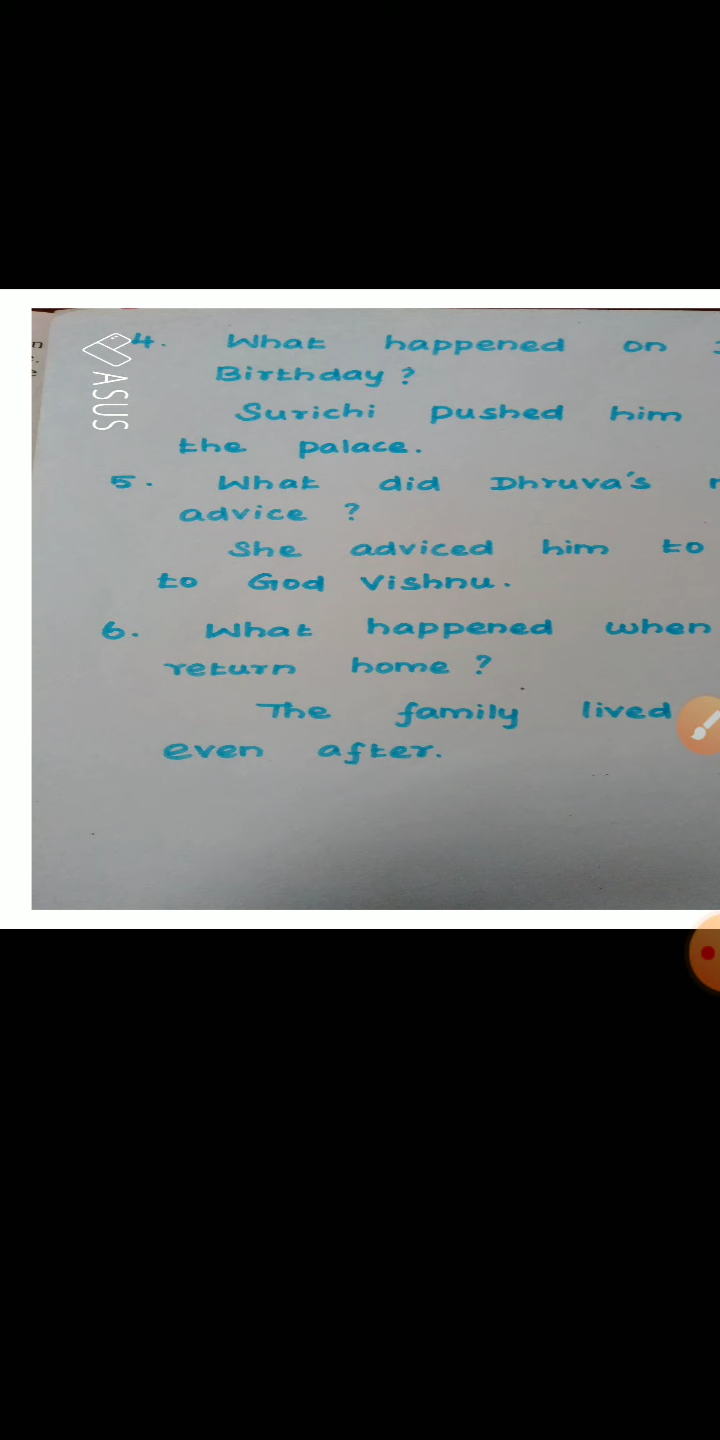 4. What happened on
Birthday?
Surichi pushed him
the palace.
5. What did Dhruva's
advice ?
She adviced him to
to God Vishnu.
6. What happened when
return home ?
The family lived
even after.
ASUS